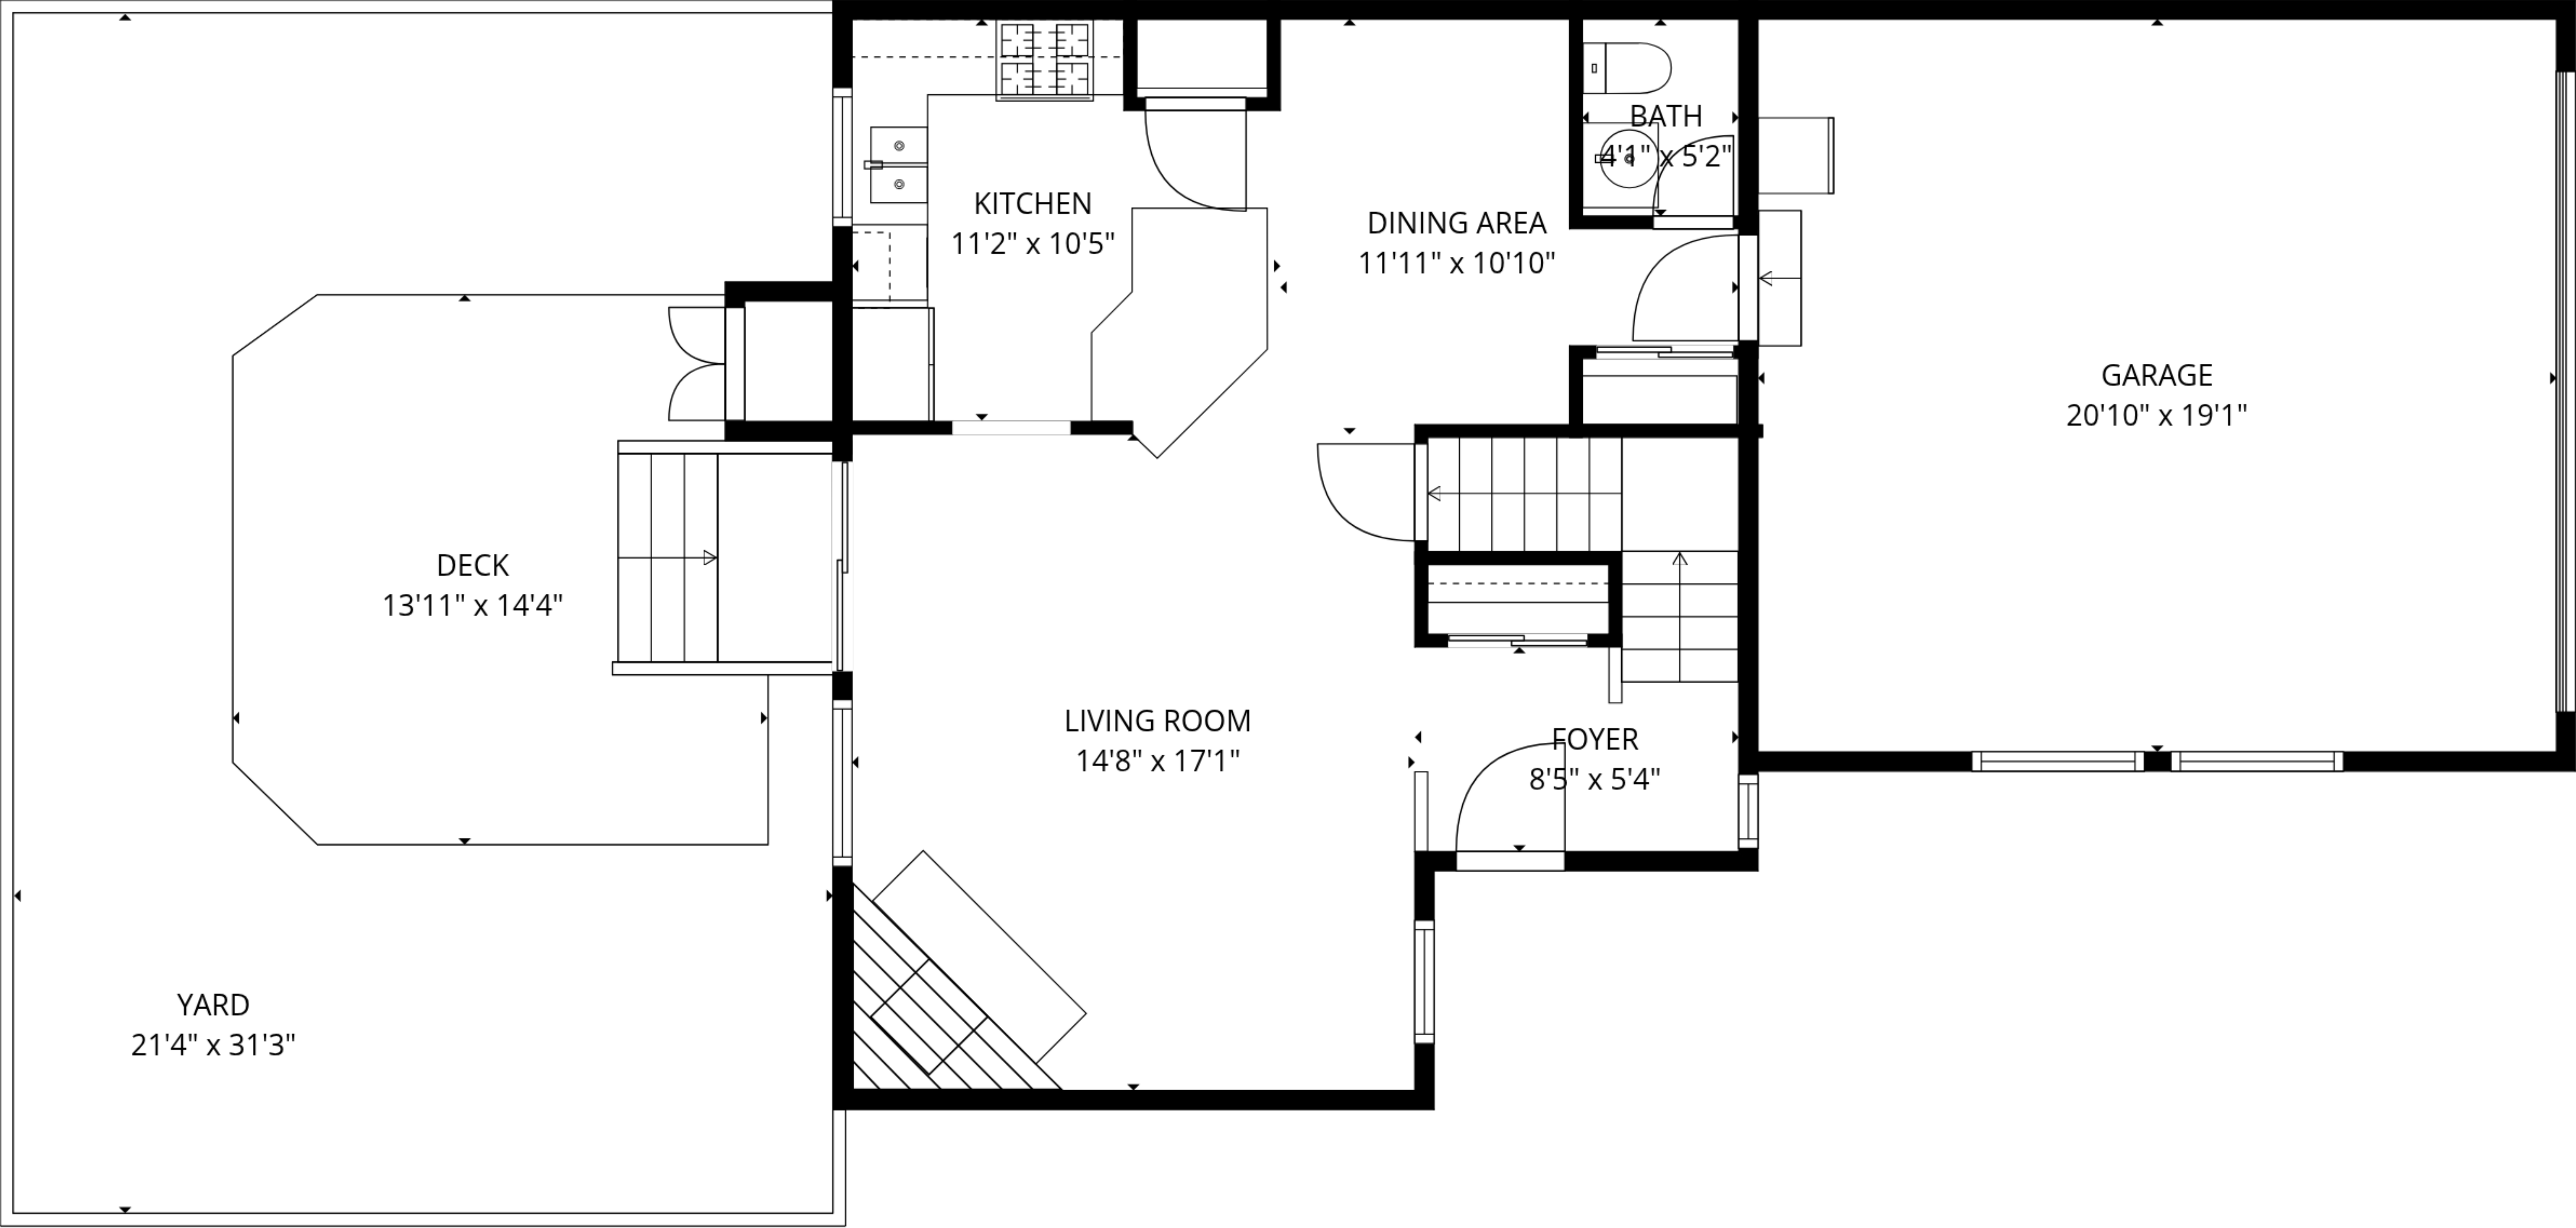 BATH
4'1" x 5'2"
KITCHEN
11'2" x 10'5"
DINING AREA
11'11" x 10'10"
GARAGE
20'10" x 19'1"
DECK
13'11" x 14'4"
LIVING ROOM
14'8" x 17'1"
FOYER
8'5" x 5'4"
YARD
21'4" x 31'3"